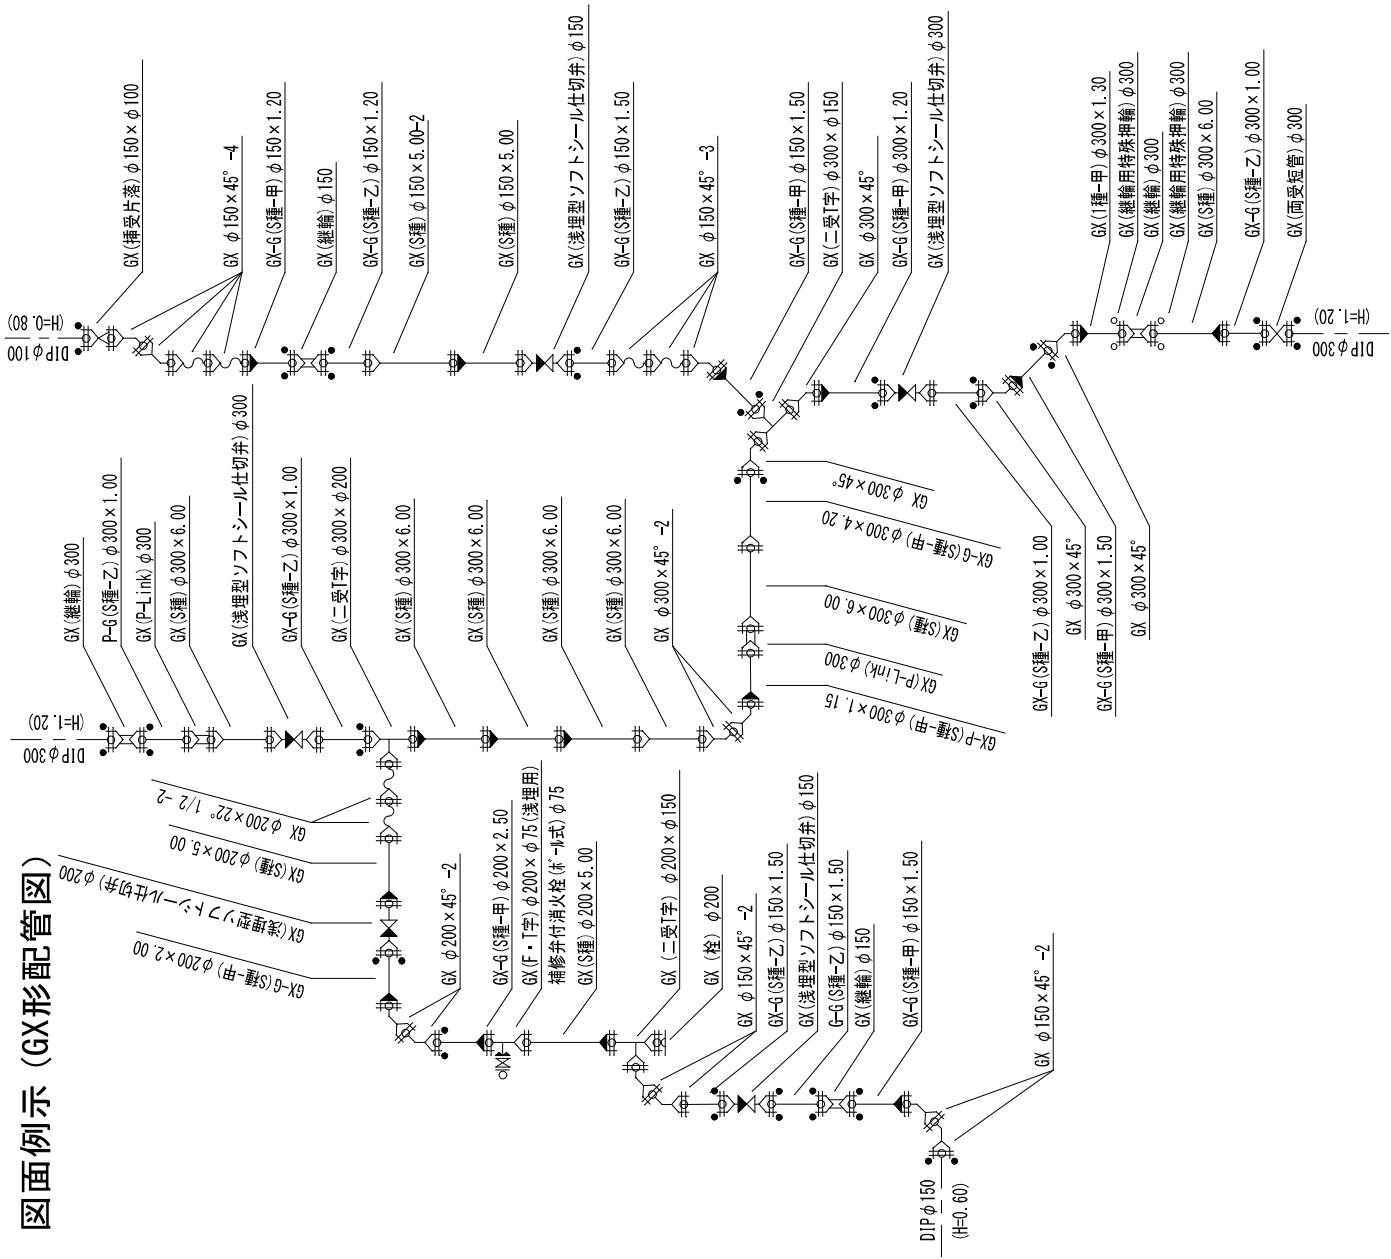 図面例示 (GX形配管図)
DIPφ100
(H=0.80)
GX(挿受片落)φ150×φ100
GX φ150×45° -4
GX-G(S種-甲)φ150×1.20
GX(継輪)φ150
GX-G(S種-乙)φ150×1.20
GX(S種)φ150×5.00-2
GX(S種)φ150×5.00
GX(浅埋型ソフトシール仕切弁)φ150
GX-G(S種-乙)φ150×1.50
GX φ150×45° -3
GX-G(S種-甲)φ150×1.50
GX(二受T字)φ300×φ150
GX φ300×45°
GX-G(S種-甲)φ300×1.20
GX(浅埋型ソフトシール仕切弁)φ300
GX(1種-甲)φ300×1.30
GX(継輪用特殊押輪)φ300
GX(継輪)φ300
GX(継輪用特殊押輪)φ300
GX(S種)φ300×6.00
GX-G(S種-乙)φ300×1.00
GX(両受短管)φ300
DIPφ300
(H=1.20)
DIPφ300
(H=1.20)
GX(継輪)φ300
P-G(S種-乙)φ300×1.00
GX(P-Link)φ300
GX(S種)φ300×6.00
GX(浅埋型ソフトシール仕切弁)φ300
GX-G(S種-乙)φ300×1.00
GX(二受T字)φ300×φ200
GX(S種)φ300×6.00
GX(S種)φ300×6.00
GX(S種)φ300×6.00
GX(S種)φ300×6.00
GX φ300×45° -2
GX φ300×45°
GX-G(S種-甲)φ300×4.20
GX(S種)φ300×6.00
GX(P-Link)φ300
GX-P(S種-甲)φ300×1.15
GX-G(S種-乙)φ300×1.00
GX φ300×45°
GX-G(S種-甲)φ300×1.50
GX φ300×45°
GX φ200×22° 1/2 -2
GX(S種)φ200×5.00
GX(浅埋型ソフトシール仕切弁)φ200
GX-G(S種-甲)φ200×2.00
GX φ200×45° -2
GX-G(S種-甲)φ200×2.50
GX(F・T字)φ200×φ75(浅埋用)
補修弁付消火栓(ボール式)φ75
GX(S種)φ200×5.00
GX (二受T字) φ200×φ150
GX (栓) φ200
GX φ150×45° -2
GX-G(S種-乙)φ150×1.50
GX(浅埋型ソフトシール仕切弁)φ150
G-G(S種-乙)φ150×1.50
GX(継輪)φ150
GX-G(S種-甲)φ150×1.50
GX φ150×45° -2
DIPφ150
(H=0.60)